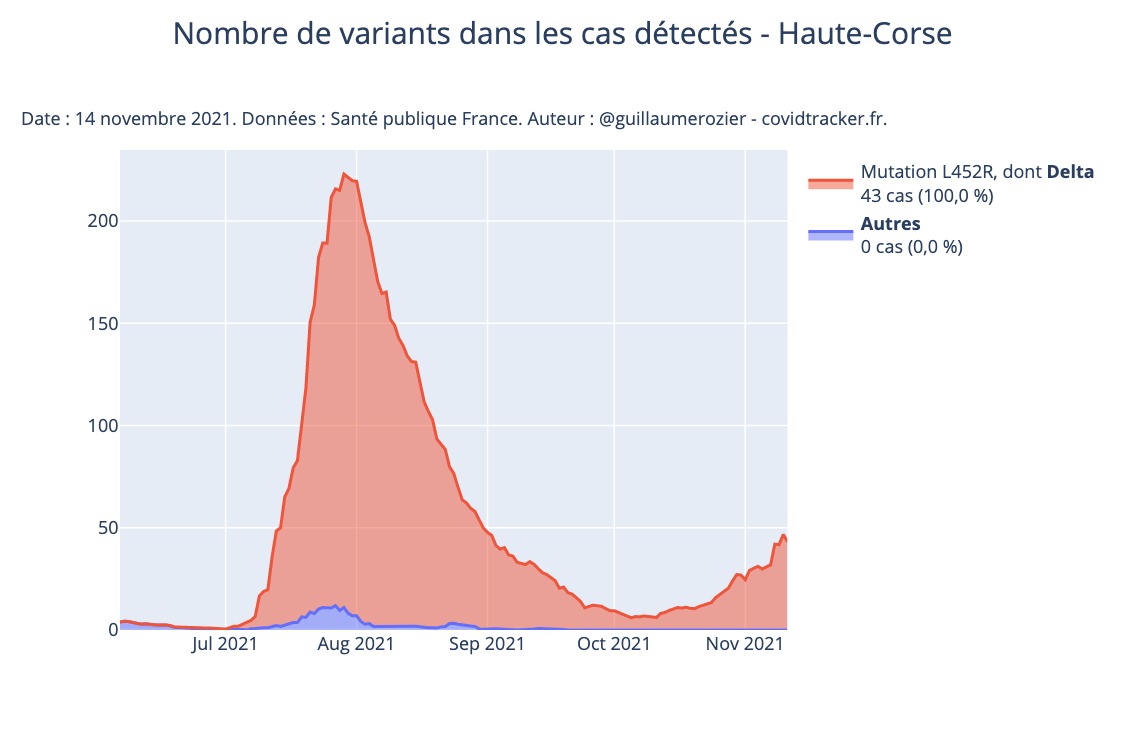 Nombre de variants dans les cas détectés - Haute-Corse
Date : 14 novembre 2021. Données : Santé publique France. Auteur : @guillaumerozier - covidtracker.fr.
Mutation L452R, dont Delta
43 cas (100,0 %)
Autres
0 cas (0,0 %)
200
150
100
50
0
Jul 2021
Aug 2021
Sep 2021
Oct 2021
Nov 2021